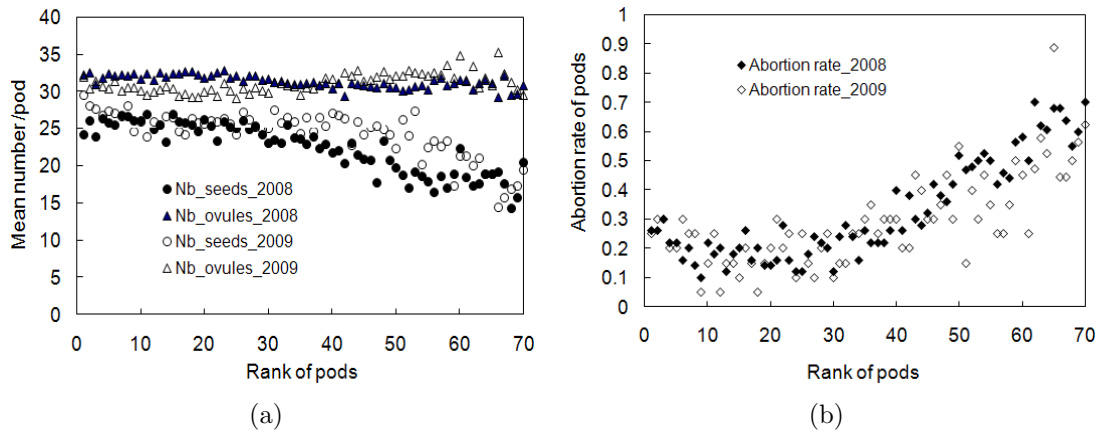 40
35
30
25
20
15
10
5
0
Mean number /pod
Nb_seeds_2008
Nb_ovules_2008
Nb_seeds_2009
Nb_ovules_2009
0 10 20 30 40 50 60 70
Rank of pods
(a)
1
0.9
0.8
0.7
0.6
0.5
0.4
0.3
0.2
0.1
0
Abortion rate of pods
Abortion rate_2008
Abortion rate_2009
0 10 20 30 40 50 60 70
Rank of pods
(b)